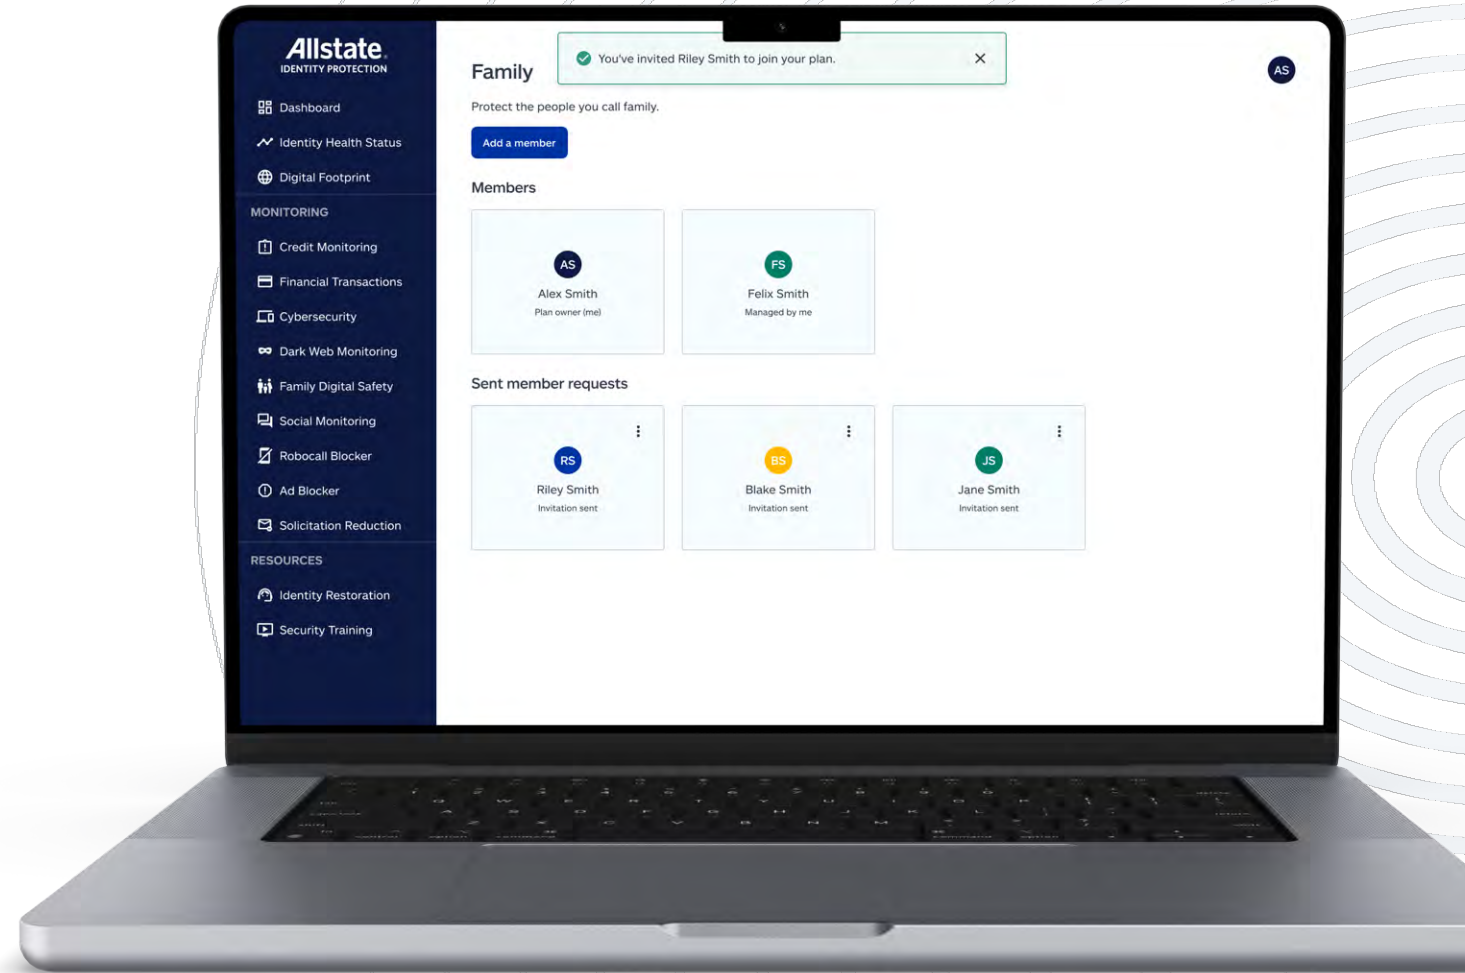 Allstate.
IDENTITY PROTECTION
Dashboard
Identity Health Status
Digital Footprint
MONITORING
Credit Monitoring
Financial Transactions
Cybersecurity
Dark Web Monitoring
Family Digital Safety
Social Monitoring
Robocall Blocker
Ad Blocker
Solicitation Reduction
RESOURCES
Identity Restoration
Security Training
You've invited Riley Smith to join your plan.
AS
Family
Protect the people you call family.
Add a member
Members
AS
Alex Smith
Plan owner (me)
FS
Felix Smith
Managed by me
Sent member requests
RS
Riley Smith
Invitation sent
BS
Blake Smith
Invitation sent
JS
Jane Smith
Invitation sent